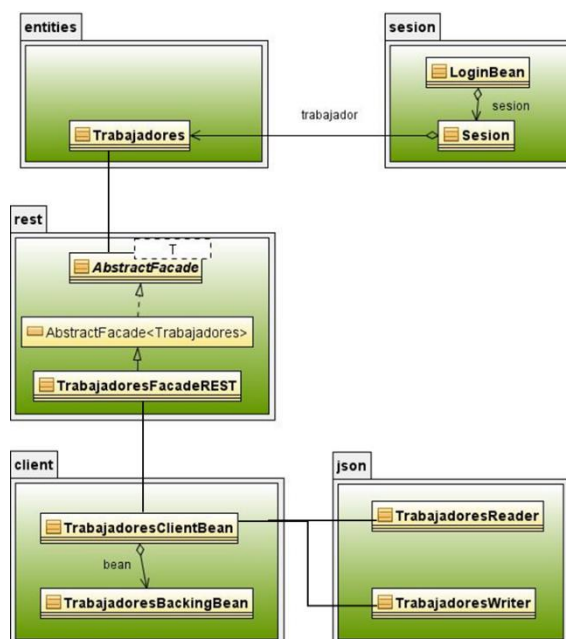 entities
sesion
LoginBean
sesion
Trabajadores
trabajador
Sesion
rest
T
AbstractFacade
AbstractFacade<Trabajadores>
TrabajadoresFacadeREST
client
json
TrabajadoresClientBean
TrabajadoresReader
bean
TrabajadoresBackingBean
TrabajadoresWriter